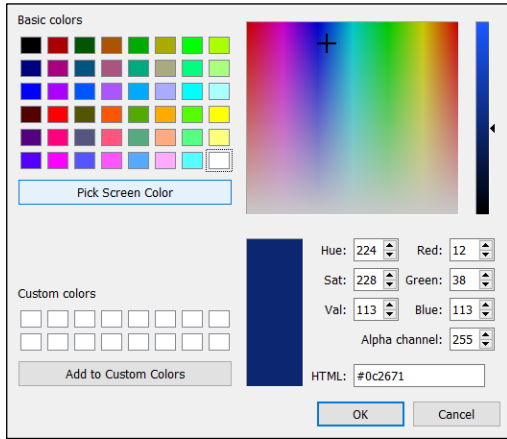 Basic colors
Pick Screen Color
Hue: 224 Red: 12
Sat: 228 Green: 38
Val: 113 Blue: 113
Alpha channel: 255
Custom colors
Add to Custom Colors
HTML: #0c2671
OK Cancel